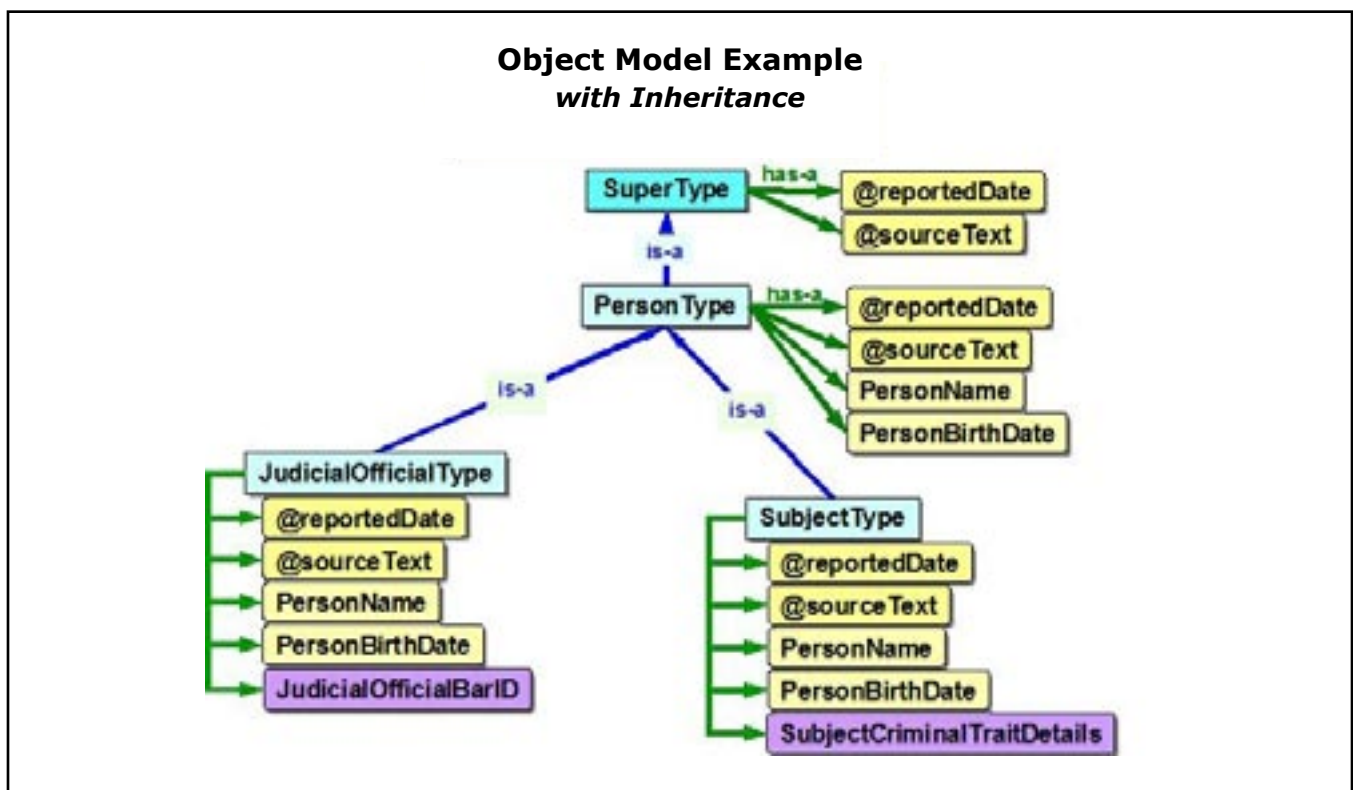 Object Model Example
with Inheritance
SuperType
has-a
@reportedDate
@sourceText
is-a
PersonType
has-a
@reportedDate
@sourceText
PersonName
PersonBirthDate
is-a
is-a
JudicialOfficialType
@reportedDate
@sourceText
PersonName
PersonBirthDate
JudicialOfficialBarID
SubjectType
@reportedDate
@sourceText
PersonName
PersonBirthDate
SubjectCriminalTraitDetails